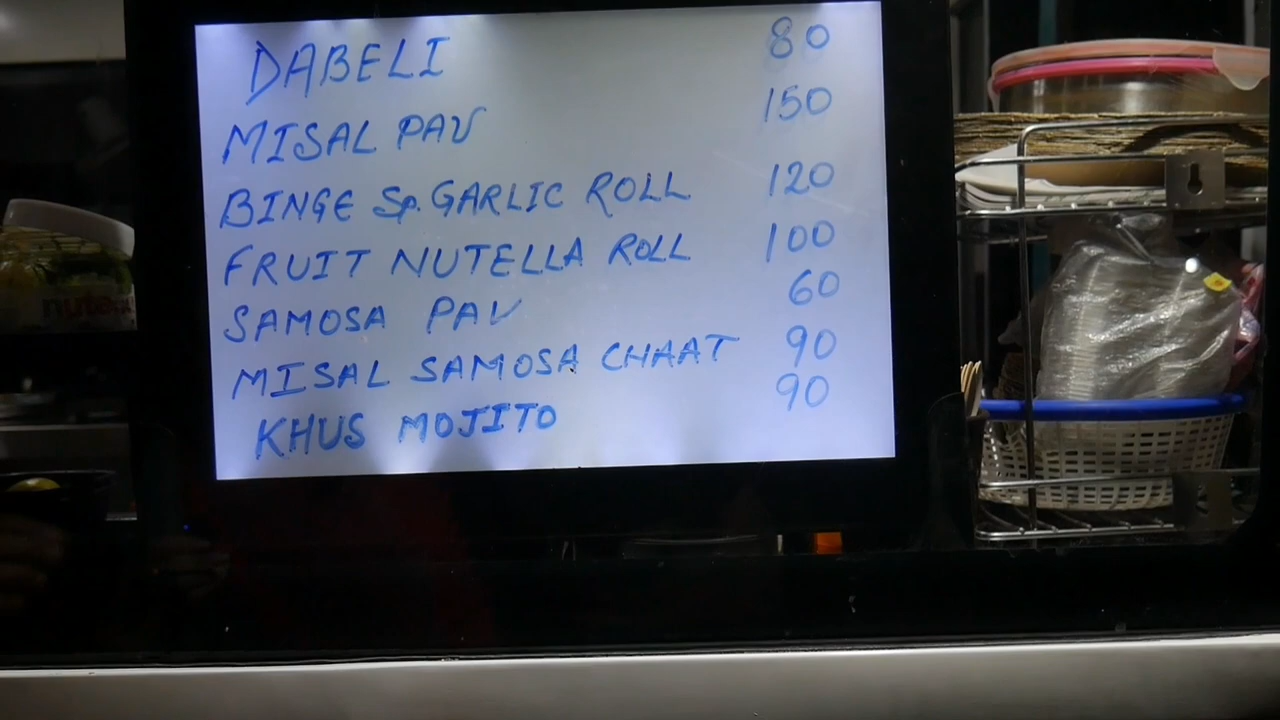 DABELI 80
MISAL PAV 150
BINGE Sp. GARLIC ROLL 120
FRUIT NUTELLA ROLL 100
SAMOSA PAV 60
MISAL SAMOSA CHAAT 90
KHUS MOJITO 90
nutella